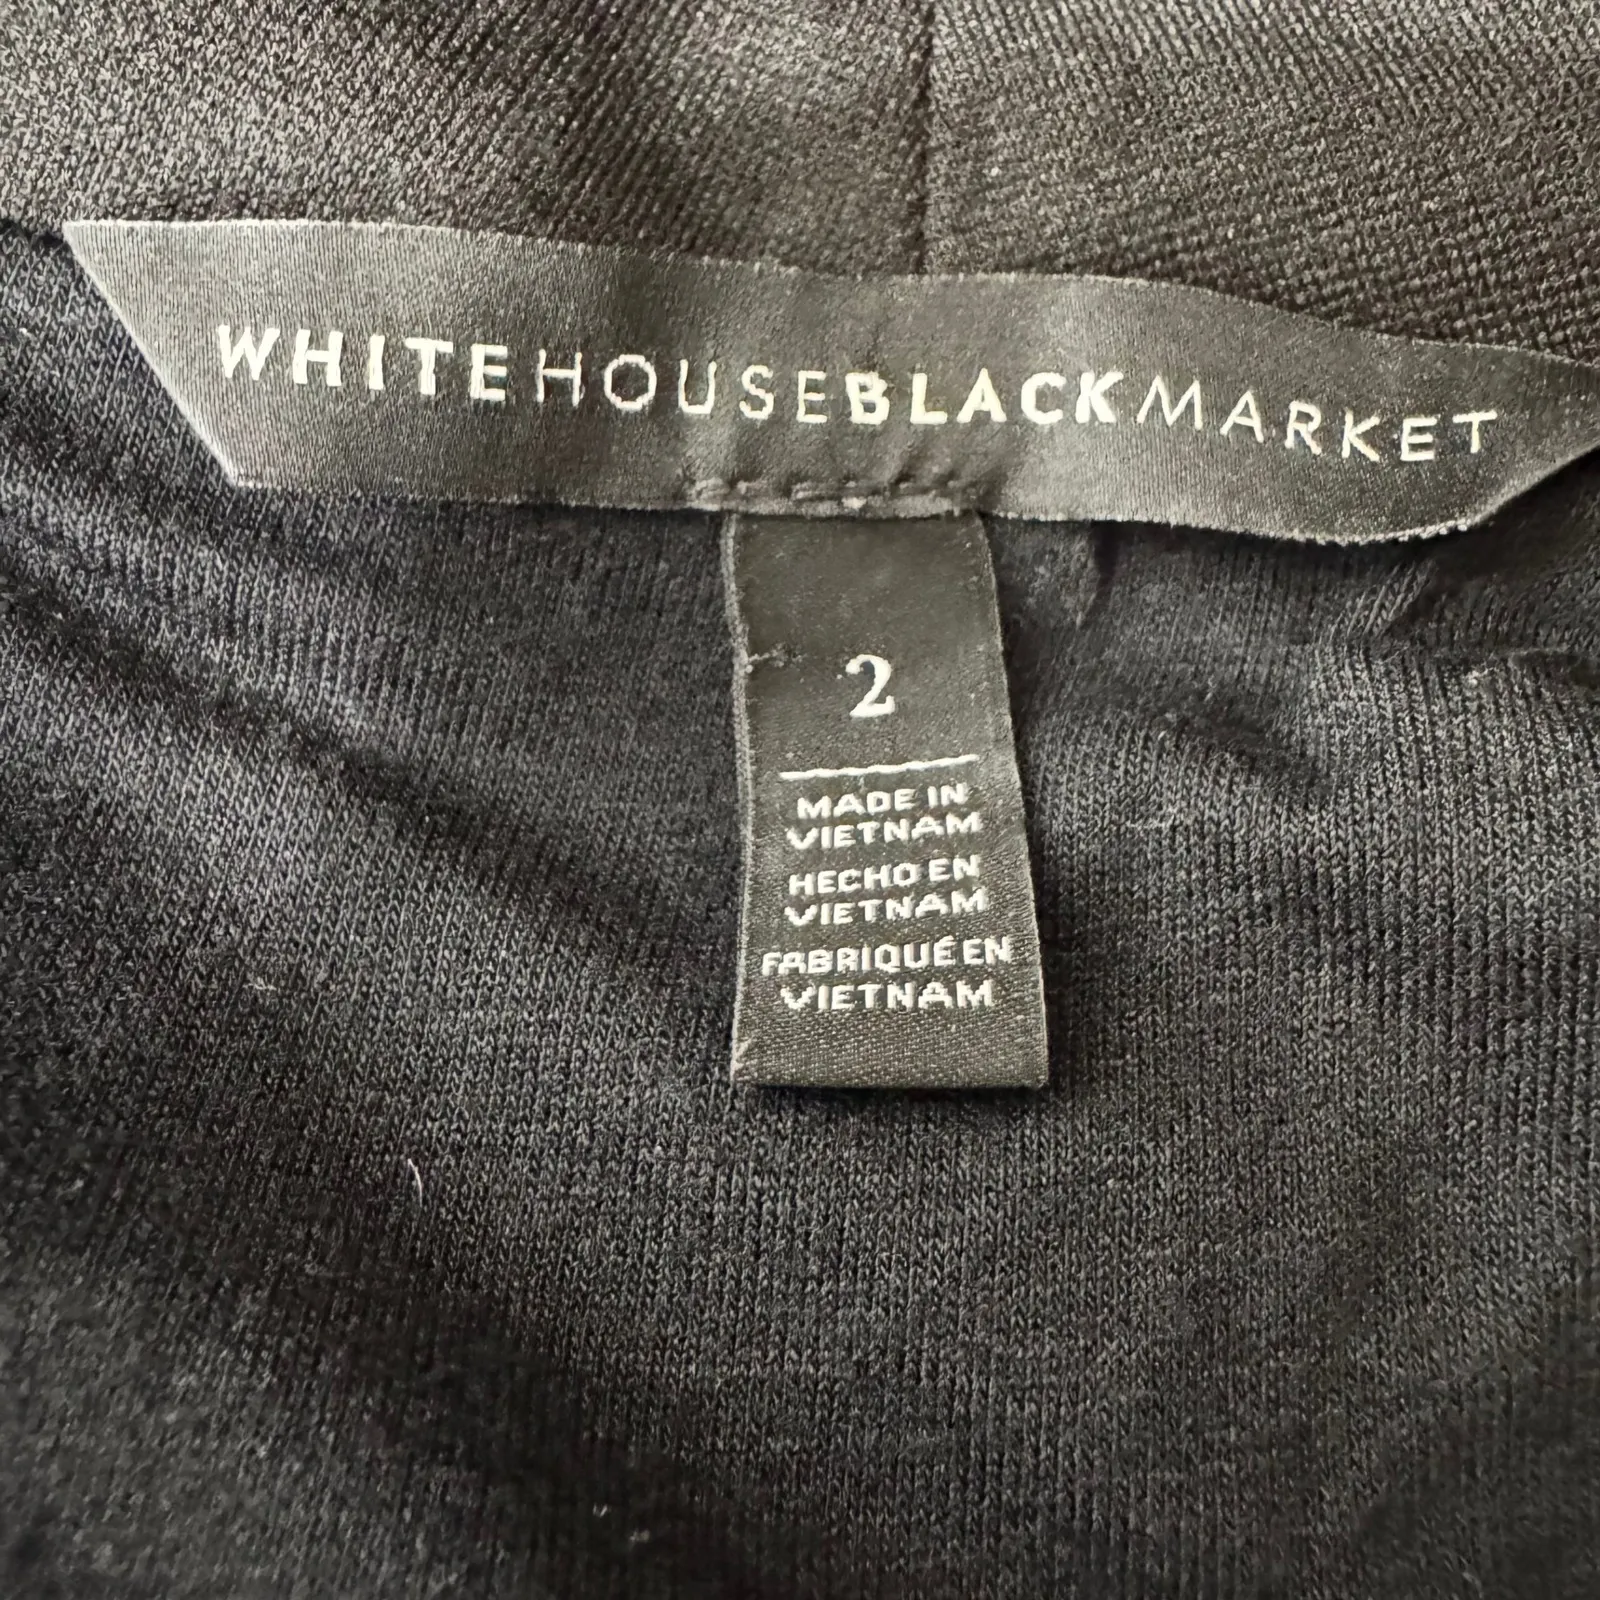 WHITEHOUSEBLACKMARKET
2
MADE IN
VIETNAM
HECHO EN
VIETNAM
FABRIQUÉ EN
VIETNAM